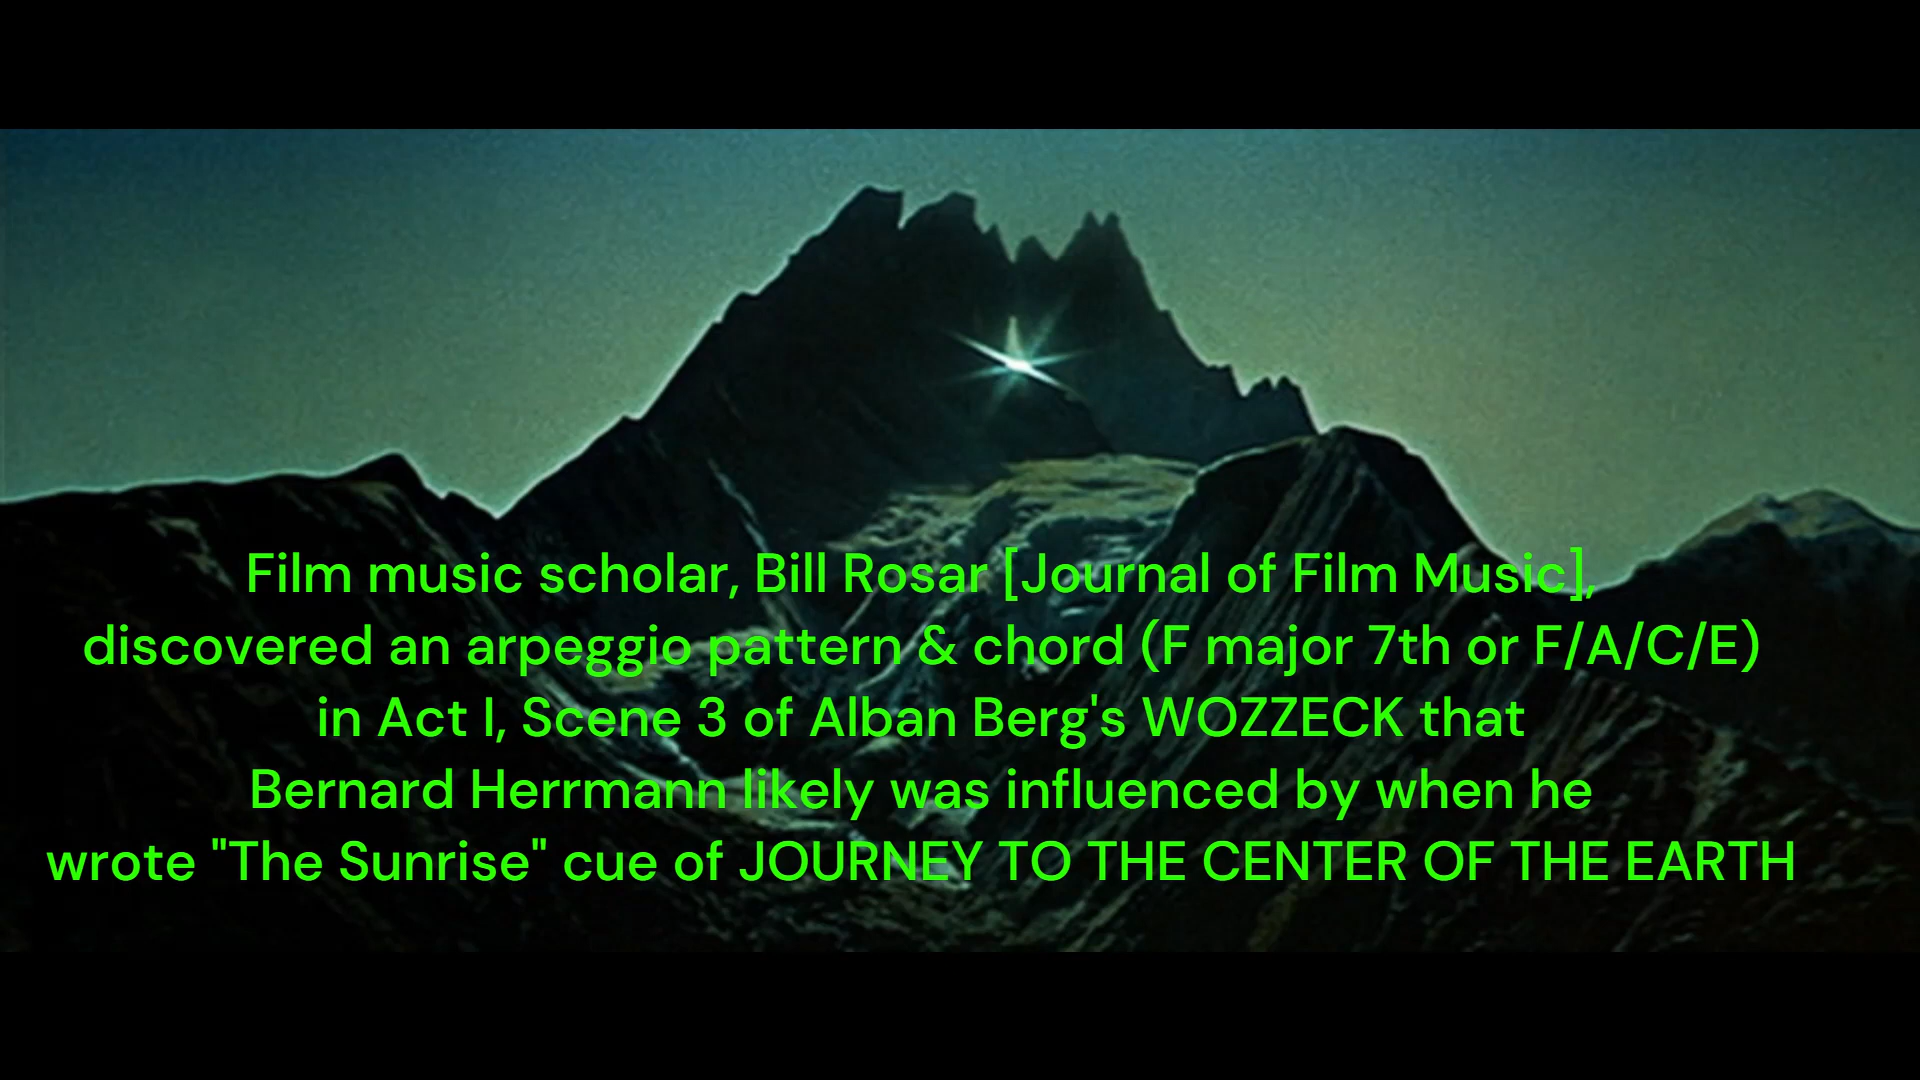 Film music scholar, Bill Rosar [Journal of Film Music],
discovered an arpeggio pattern & chord (F major 7th or F/A/C/E)
in Act I, Scene 3 of Alban Berg's WOZZECK that
Bernard Herrmann likely was influenced by when he
wrote "The Sunrise" cue of JOURNEY TO THE CENTER OF THE EARTH